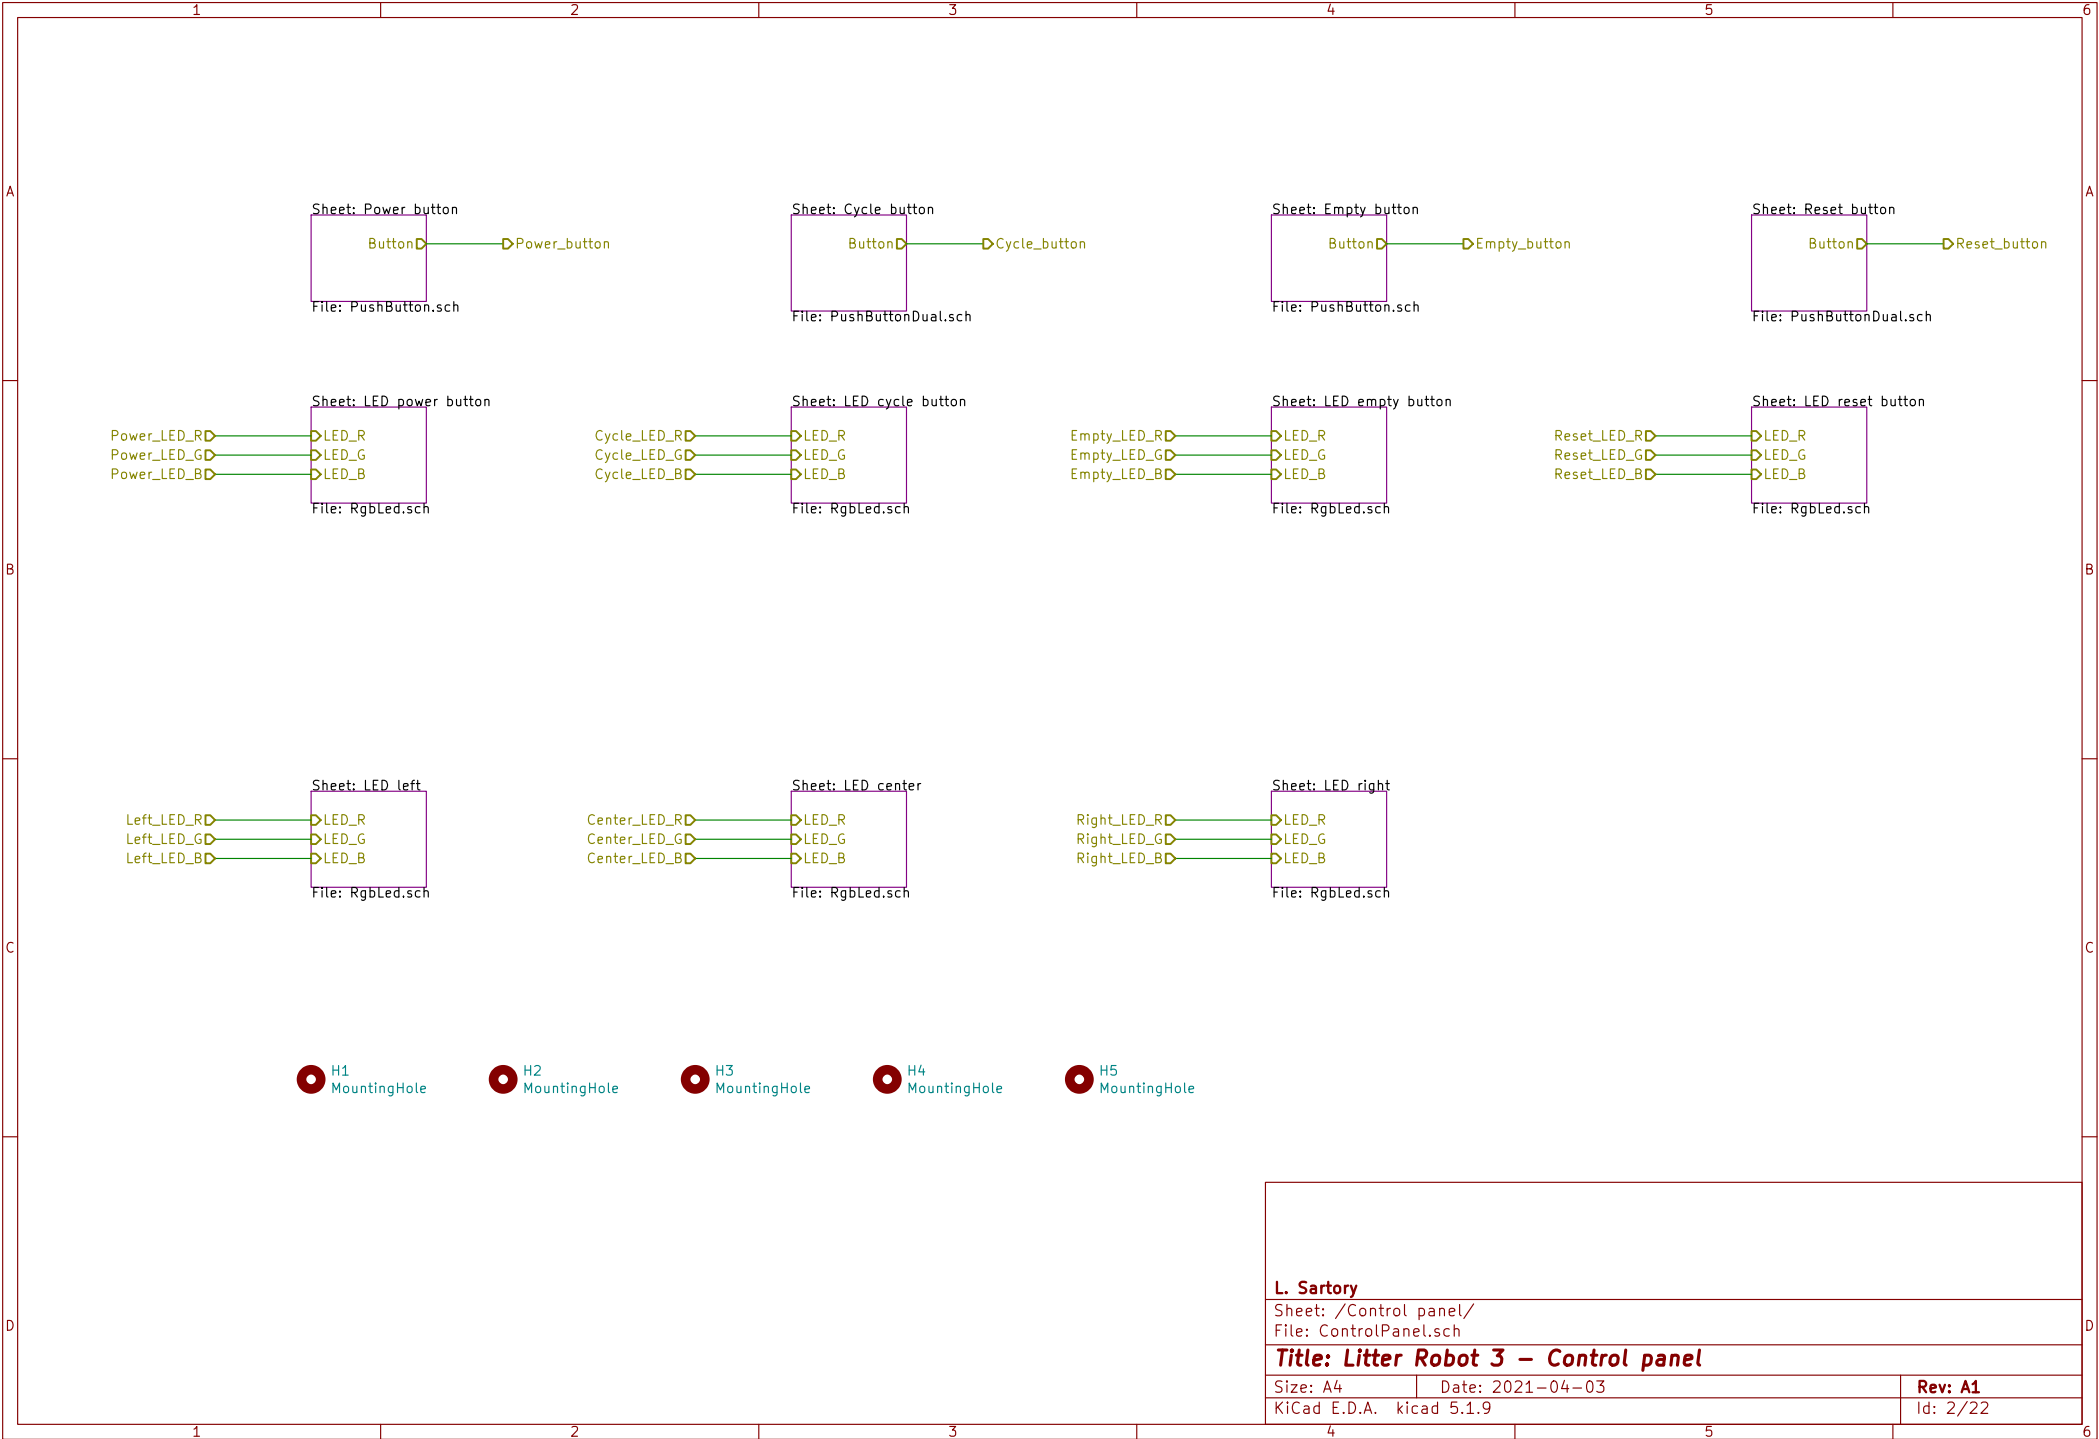 1 2 3 4 5 6
A A
Sheet: Power button Sheet: Cycle button Sheet: Empty button Sheet: Reset button
Button Power_button Button Cycle_button Button Empty_button Button Reset_button
File: PushButton.sch File: PushButtonDual.sch File: PushButton.sch File: PushButtonDual.sch
Sheet: LED power button Sheet: LED cycle button Sheet: LED empty button Sheet: LED reset button
Power_LED_R LED_R Cycle_LED_R LED_R Empty_LED_R LED_R Reset_LED_R LED_R
Power_LED_G LED_G Cycle_LED_G LED_G Empty_LED_G LED_G Reset_LED_G LED_G
Power_LED_B LED_B Cycle_LED_B LED_B Empty_LED_B LED_B Reset_LED_B LED_B
File: RgbLed.sch File: RgbLed.sch File: RgbLed.sch File: RgbLed.sch
B B
Sheet: LED left Sheet: LED center Sheet: LED right
Left_LED_R LED_R Center_LED_R LED_R Right_LED_R LED_R
Left_LED_G LED_G Center_LED_G LED_G Right_LED_G LED_G
Left_LED_B LED_B Center_LED_B LED_B Right_LED_B LED_B
File: RgbLed.sch File: RgbLed.sch File: RgbLed.sch
C C
H1 H2 H3 H4 H5
MountingHole MountingHole MountingHole MountingHole MountingHole
L. Sartory
Sheet: /Control panel/
D D
File: ControlPanel.sch
Title: Litter Robot 3 - Control panel
Size: A4 Date: 2021-04-03 Rev: A1
KiCad E.D.A. kicad 5.1.9 Id: 2/22
1 2 3 4 5 6